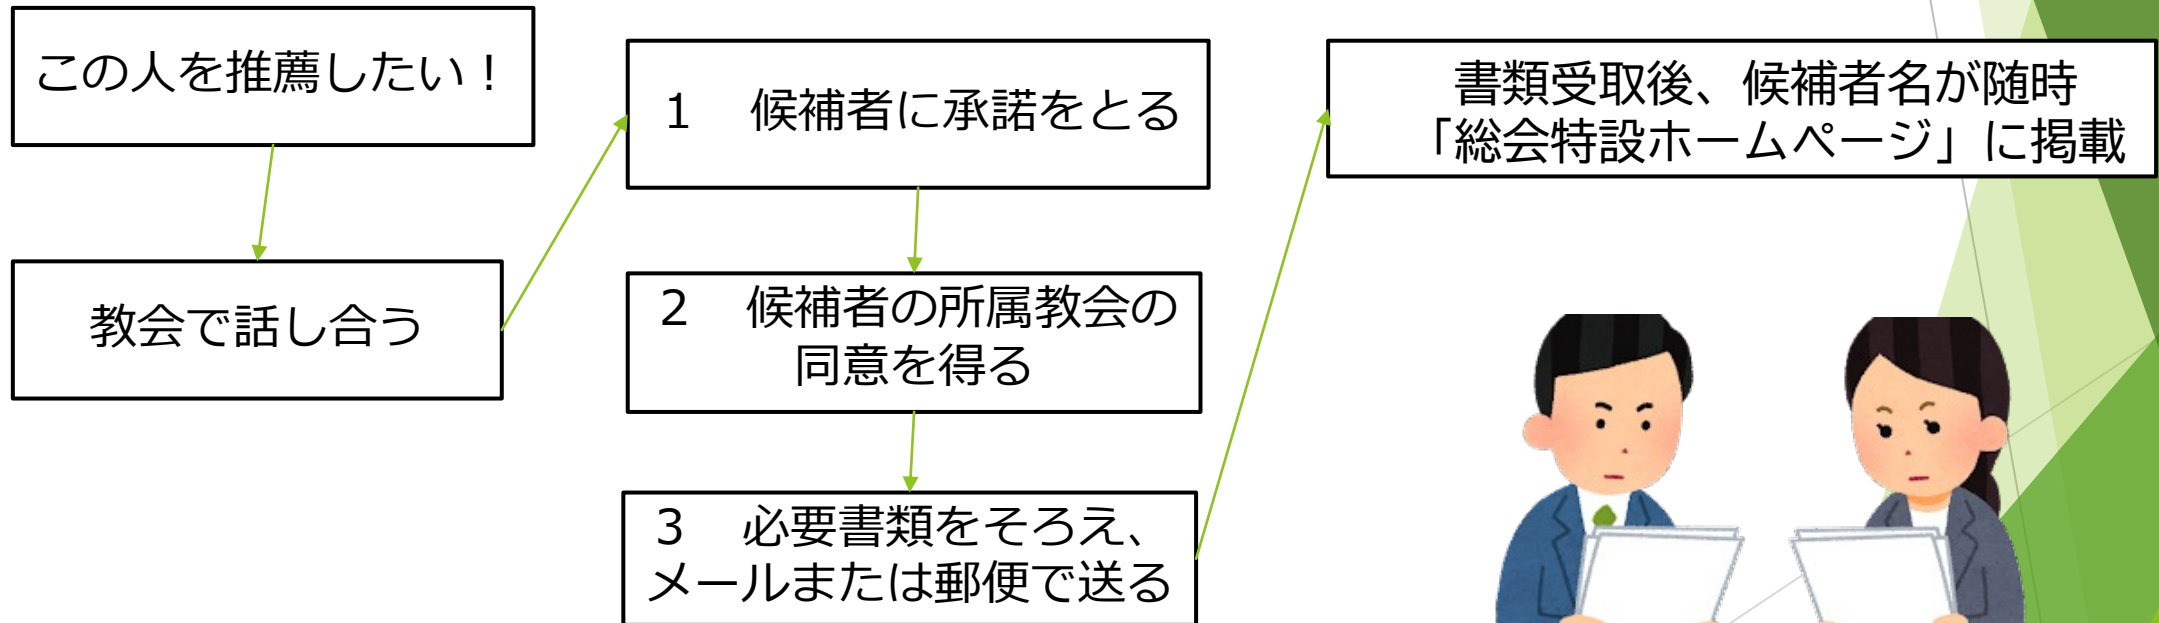 この人を推薦したい！
教会で話し合う
１　候補者に承諾をとる
２　候補者の所属教会の
同意を得る
３　必要書類をそろえ、
メールまたは郵便で送る
書類受取後、候補者名が随時
「総会特設ホームページ」に掲載